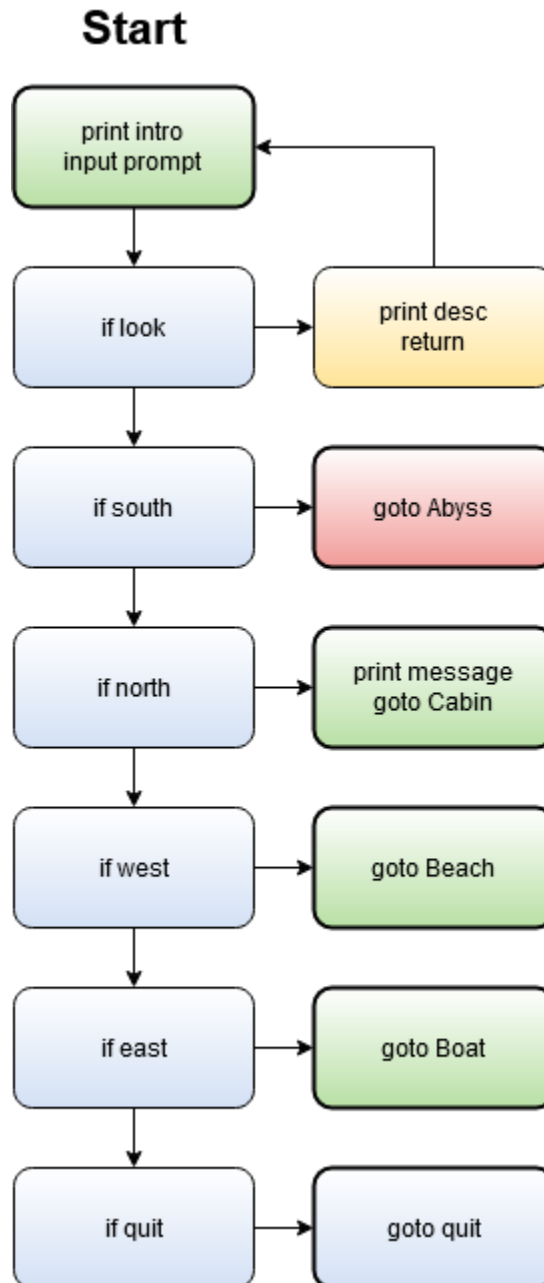 Start
print intro
input prompt
if look
print desc
return
if south
goto Abyss
if north
print message
goto Cabin
if west
goto Beach
if east
goto Boat
if quit
goto quit